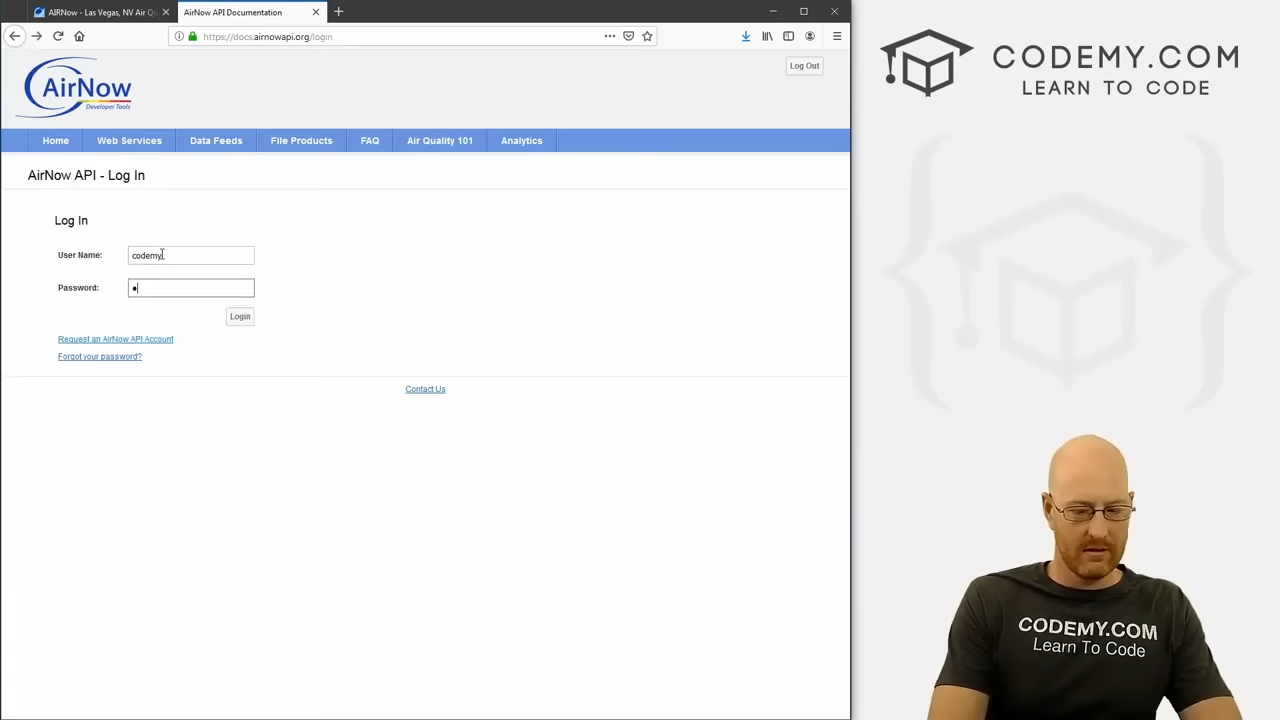 AIRNow - Las Vegas, NV Air Qu
AirNow API Documentation
https://docs.airnowapi.org/login
CODEMY.COM
LEARN TO CODE
AirNow
Developer Tools
Log Out
Home
Web Services
Data Feeds
File Products
FAQ
Air Quality 101
Analytics
AirNow API - Log In
Log In
User Name:
codemy
Password:
Login
Request an AirNow API Account
Forgot your password?
Contact Us
CODEMY.COM
Learn To Code